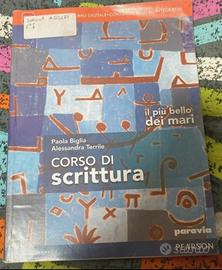 il più bello
dei mari
Paola Biglia
Alessandra Terrile
CORSO DI
scrittura
paravia
PEARSON